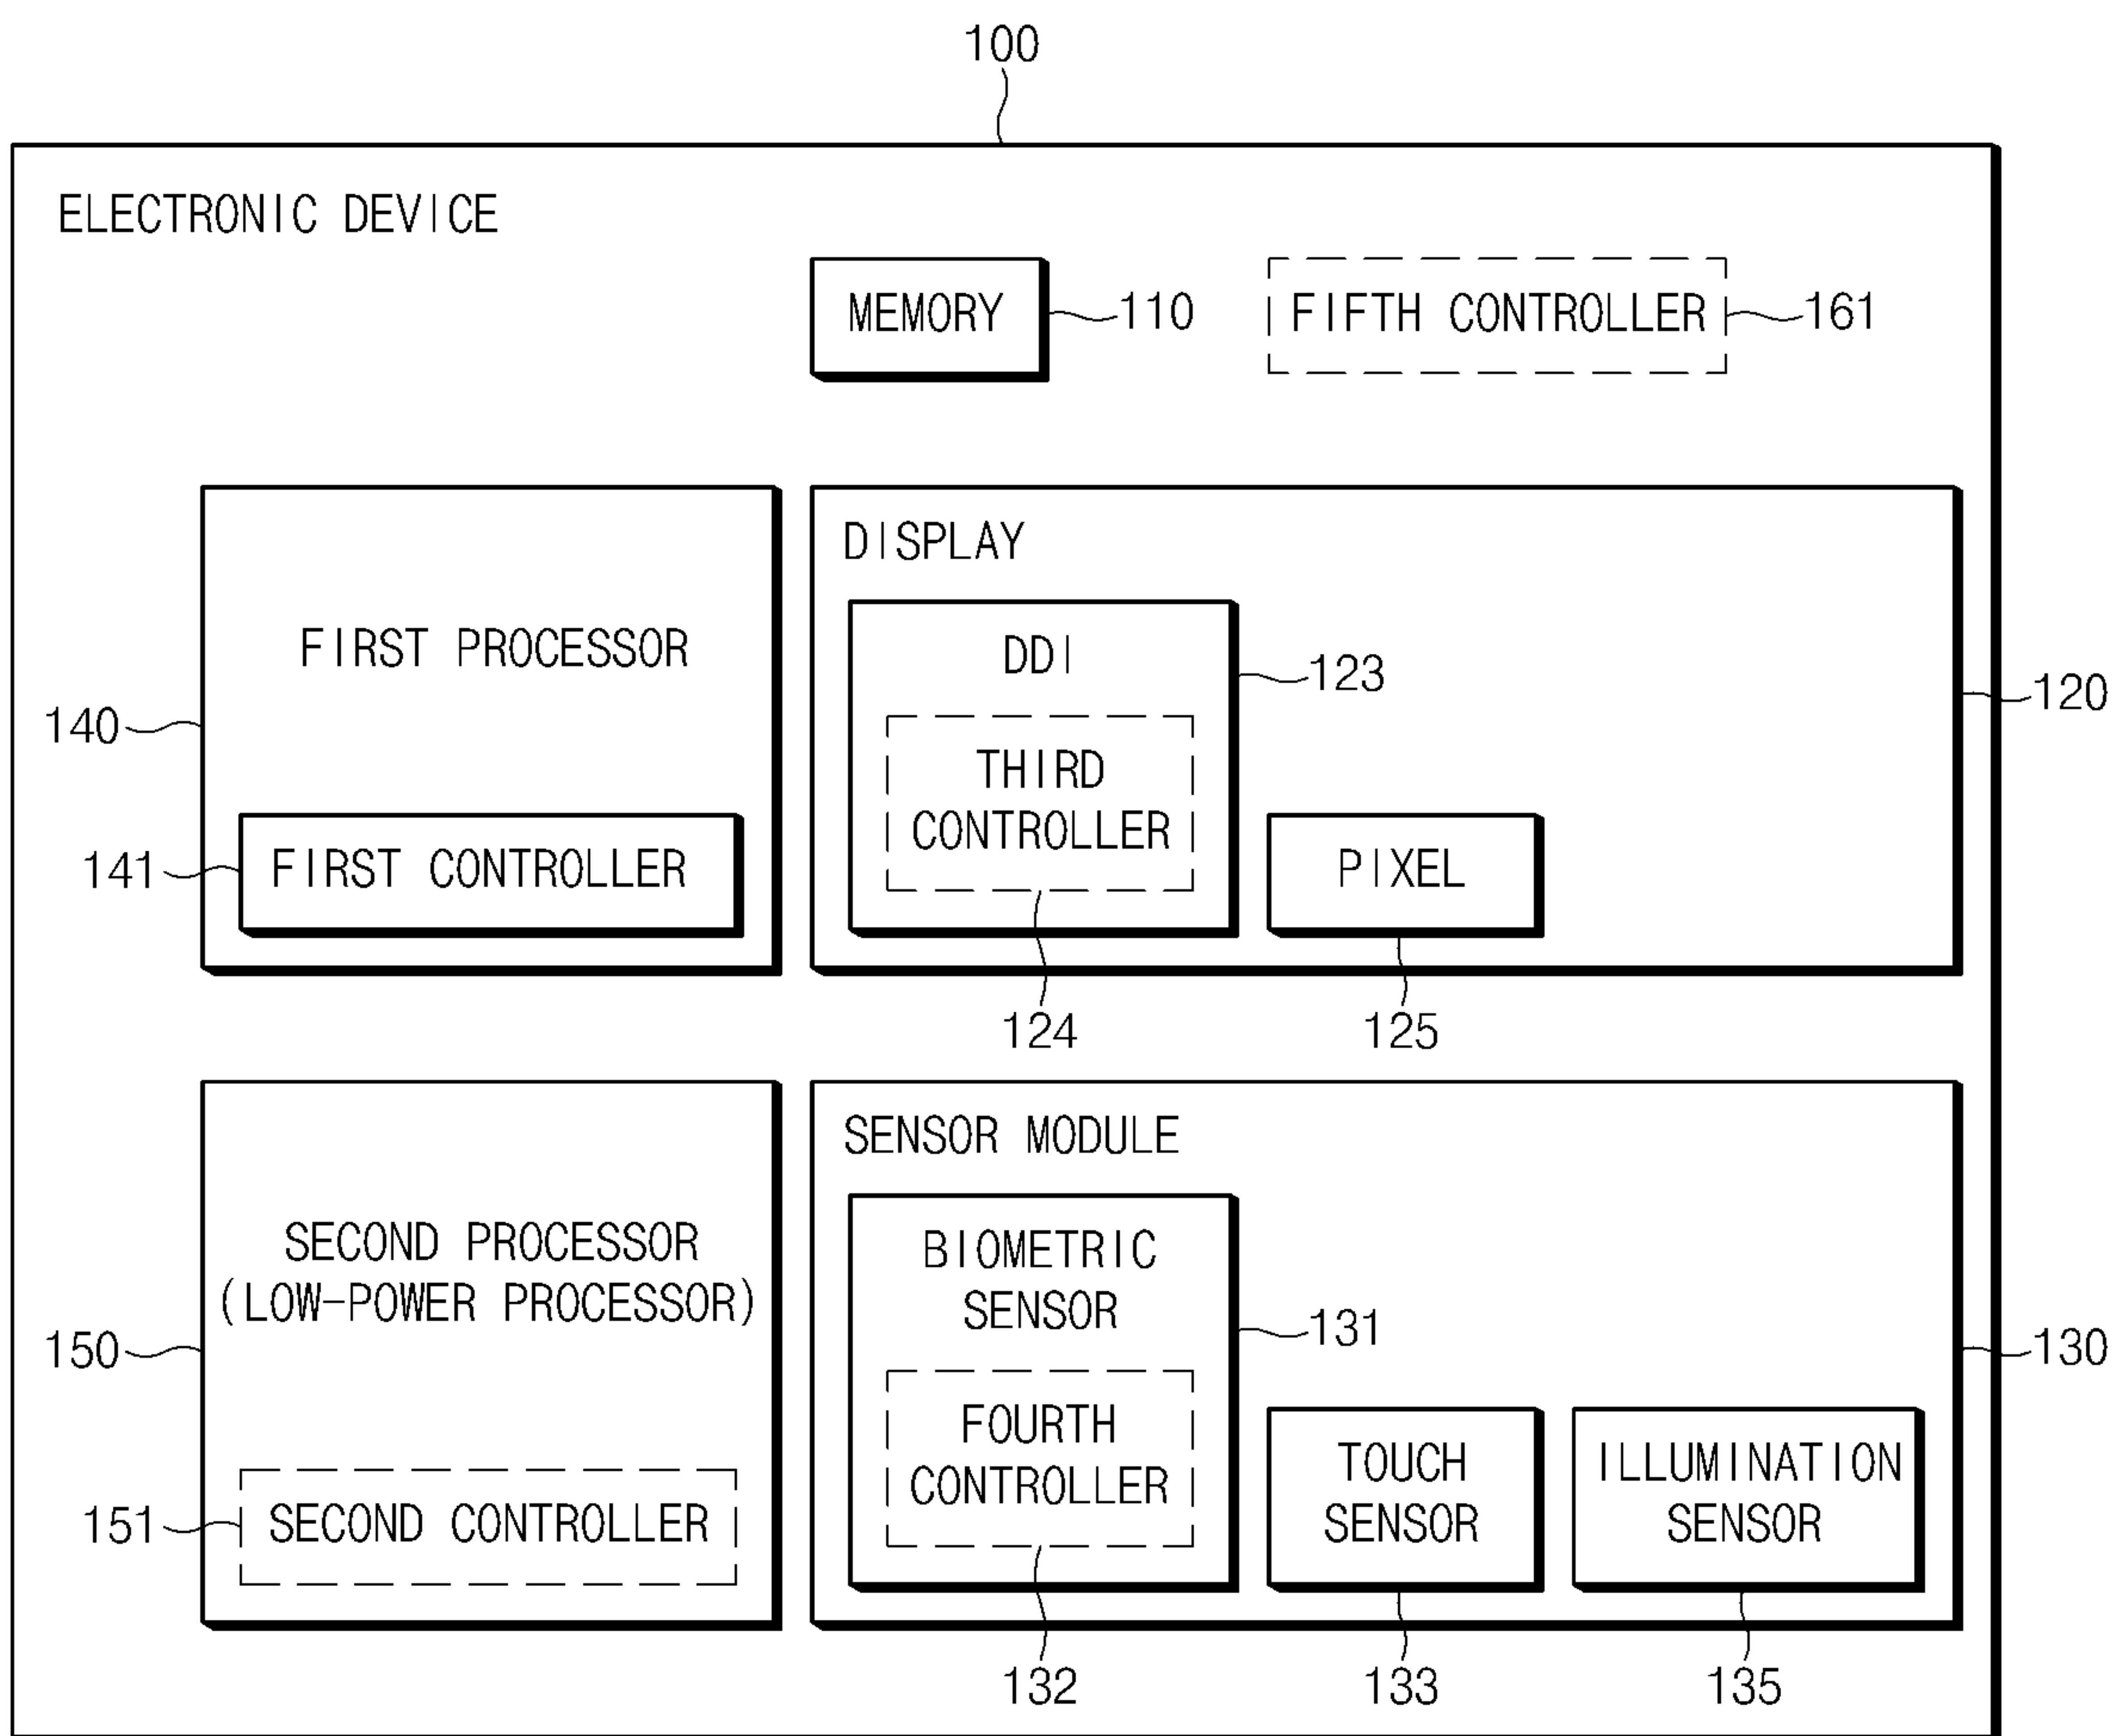 100
ELECTRONIC DEVICE
MEMORY
110
FIFTH CONTROLLER
161
FIRST PROCESSOR
140
FIRST CONTROLLER
141
DISPLAY
DDI
123
THIRD
CONTROLLER
124
PIXEL
125
120
SECOND PROCESSOR
(LOW-POWER PROCESSOR)
150
SECOND CONTROLLER
151
SENSOR MODULE
BIOMETRIC
SENSOR
131
FOURTH
CONTROLLER
132
TOUCH
SENSOR
133
ILLUMINATION
SENSOR
135
130